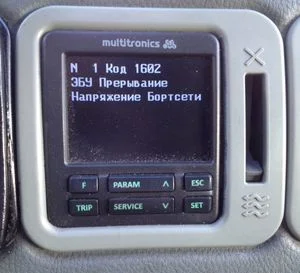 multitronics
N 1 Код 1602
ЭБУ Прерывание
Напряжение Бортсети
F
PARAM
ESC
TRIP
SERVICE
SET